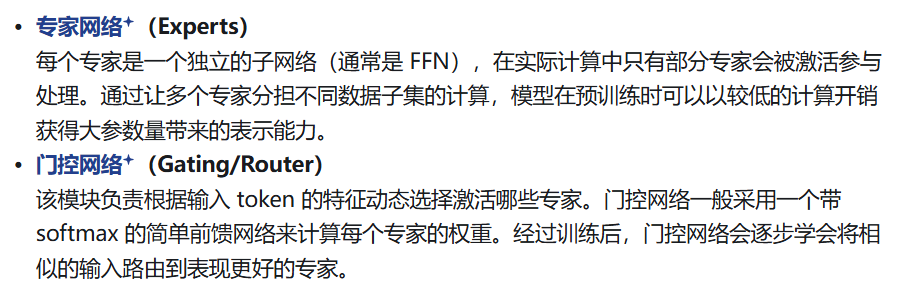 • 专家网络（Experts）
每个专家是一个独立的子网络（通常是 FFN），在实际计算中只有部分专家会被激活参与
处理。通过让多个专家分担不同数据子集的计算，模型在预训练时可以以较低的计算开销
获得大参数量带来的表示能力。
• 门控网络（Gating/Router）
该模块负责根据输入 token 的特征动态选择激活哪些专家。门控网络一般采用一个带
softmax 的简单前馈网络来计算每个专家的权重。经过训练后，门控网络会逐步学会将相
似的输入路由到表现更好的专家。